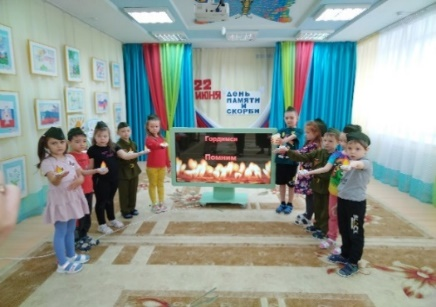 22
ИЮНЯ
ДЕНЬ
ПАМЯТИ
И
СКОРБИ
Гордимся
Помним